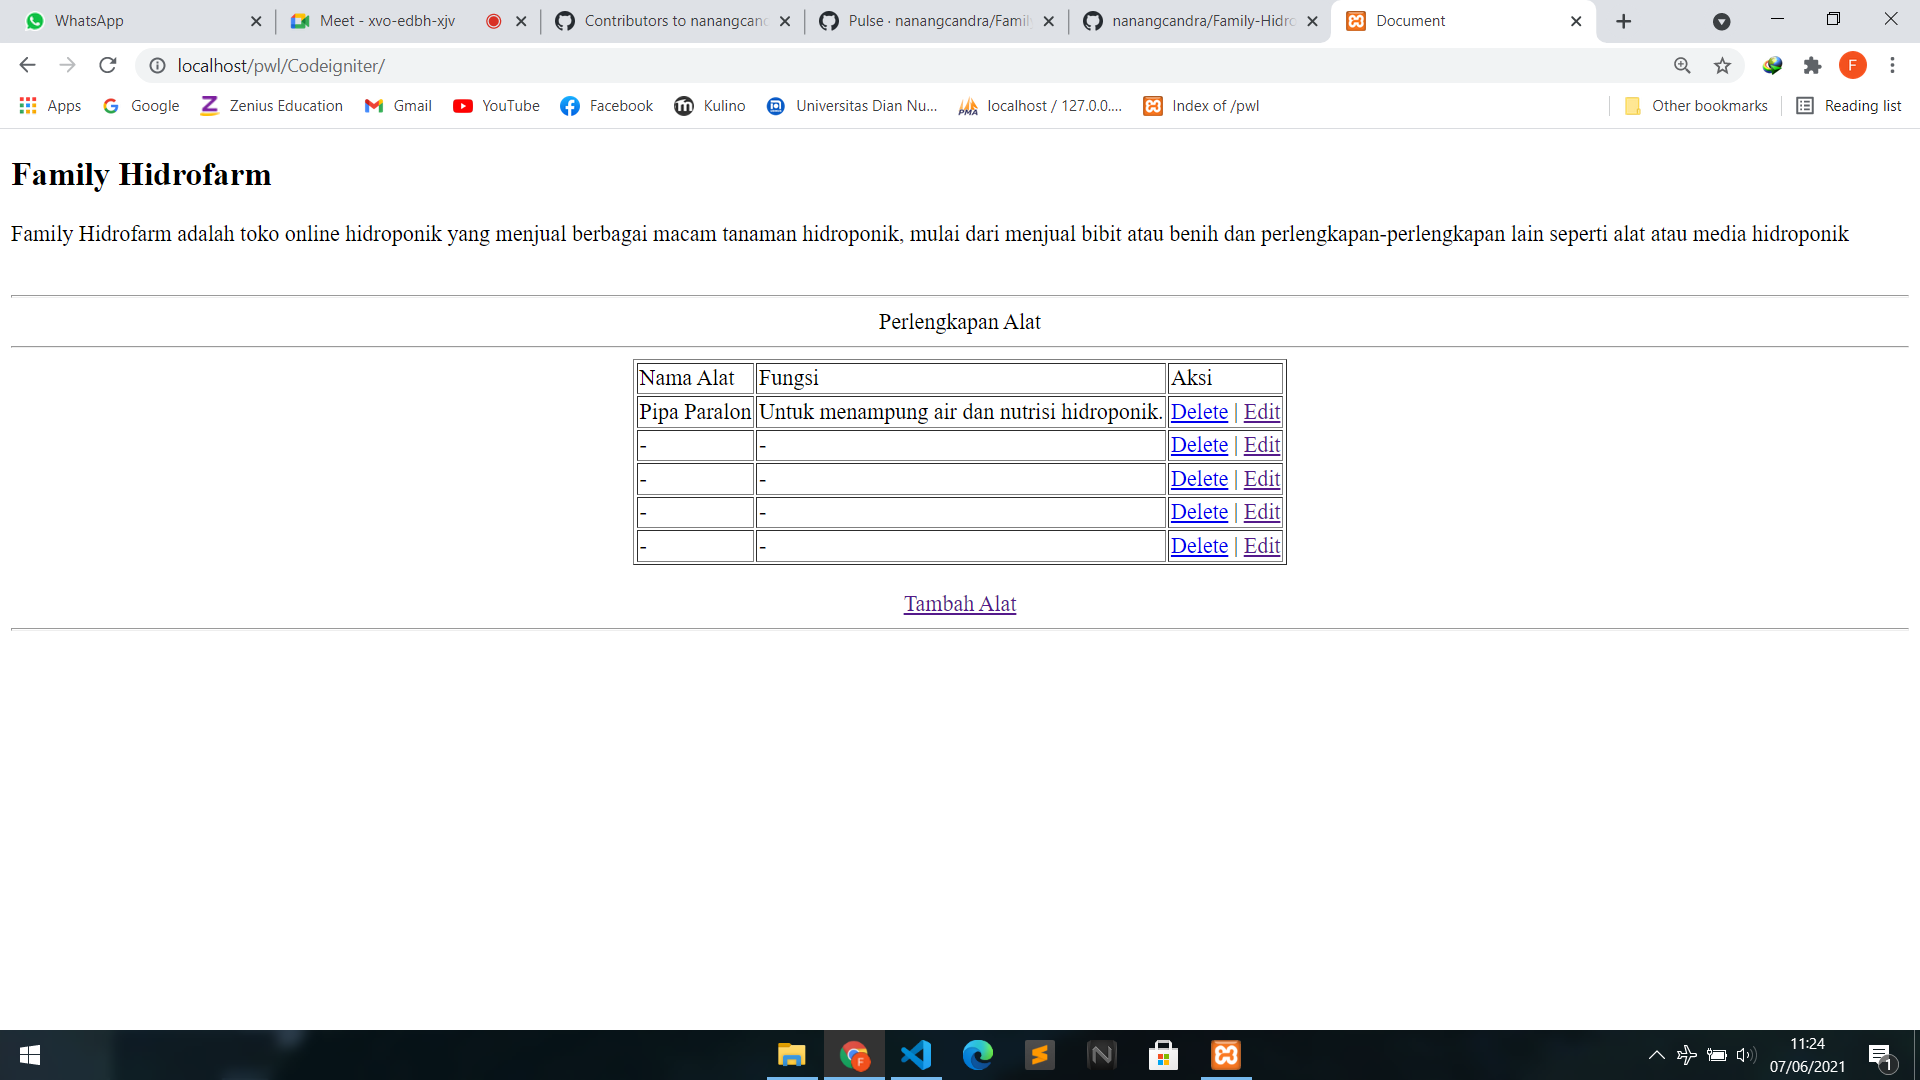 WhatsApp
Meet - xvo-edbh-xjv
Contributors to nanangcand
Pulse · nanangcandra/Famil
nanangcandra/Family-Hidro
Document
localhost/pwl/Codeigniter/
F
Apps
Google
Zenius Education
Gmail
YouTube
Facebook
Kulino
Universitas Dian Nu...
localhost / 127.0.0....
Index of /pwl
Other bookmarks
Reading list
Family Hidrofarm
Family Hidrofarm adalah toko online hidroponik yang menjual berbagai macam tanaman hidroponik, mulai dari menjual bibit atau benih dan perlengkapan-perlengkapan lain seperti alat atau media hidroponik
Perlengkapan Alat
Nama Alat Fungsi Aksi
Pipa Paralon Untuk menampung air dan nutrisi hidroponik. Delete | Edit
- - Delete | Edit
- - Delete | Edit
- - Delete | Edit
- - Delete | Edit
Tambah Alat
11:24
07/06/2021
1